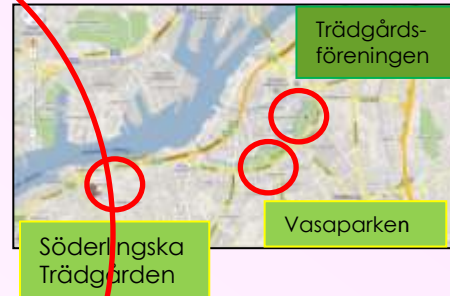 Trädgårds-
föreningen
Vasaparken
Söderlingska
Trädgården